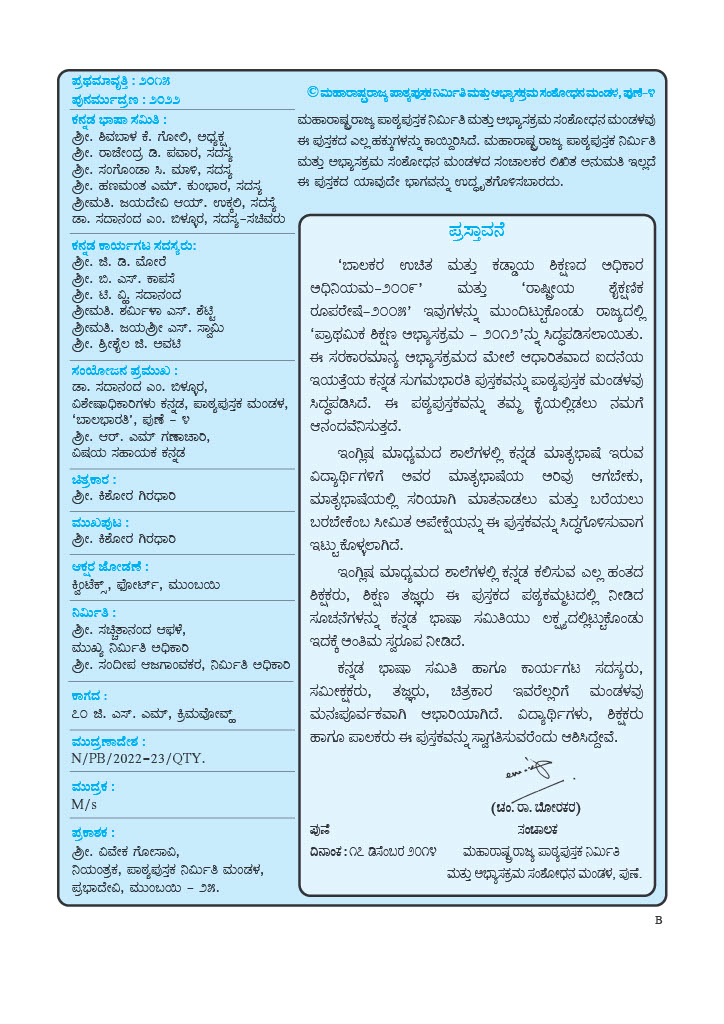 ಪ್ರಥಮಾವೃತ್ತಿ : ೨೦೧೫
ಪುನರ್ಮುದ್ರಣ : ೨೦೨೨
ಕನ್ನಡ ಭಾಷಾ ಸಮಿತಿ :
ಶ್ರೀ. ಶಿವಬಾಳ ಕೆ. ಗೋಲಿ, ಅಧ್ಯಕ್ಷ
ಶ್ರೀ. ರಾಜೇಂದ್ರ ಡಿ. ಪವಾರ, ಸದಸ್ಯ
ಶ್ರೀ. ಸಂಗೊಂಡಾ ಸಿ. ಮಾಳಿ, ಸದಸ್ಯ
ಶ್ರೀ. ಹಣಮಂತ ಎಮ್. ಕುಂಭಾರ, ಸದಸ್ಯ
ಶ್ರೀಮತಿ. ಜಯದೇವಿ ಆಯ್. ಉಕ್ಕಲಿ, ಸದಸ್ಯೆ
ಡಾ. ಸದಾನಂದ ಎಂ. ಬಿಳ್ಳೂರ, ಸದಸ್ಯ–ಸಚಿವರು
ಕನ್ನಡ ಕಾರ್ಯಗಟ ಸದಸ್ಯರು:
ಶ್ರೀ. ಜಿ. ಡಿ. ಮೋರೆ
ಶ್ರೀ. ಬಿ. ಎಸ್. ಕಾಪಸೆ
ಶ್ರೀ. ಟಿ. ವ್ಹಿ. ಸದಾನಂದ
ಶ್ರೀಮತಿ. ಶರ್ಮಿಳಾ ಎಸ್. ಶೆಟ್ಟಿ
ಶ್ರೀಮತಿ. ಜಯಶ್ರೀ ಎಸ್. ಸ್ವಾಮಿ
ಶ್ರೀ. ಶ್ರೀಶೈಲ ಜಿ. ಅವಟಿ
ಸಂಯೋಜನ ಪ್ರಮುಖ :
ಡಾ. ಸದಾನಂದ ಎಂ. ಬಿಳ್ಳೂರ,
ವಿಶೇಷಾಧಿಕಾರಿಗಳು ಕನ್ನಡ, ಪಾಠ್ಯಪುಸ್ತಕ ಮಂಡಳ,
‘ಬಾಲಭಾರತಿ’, ಪುಣೆ – ೪
ಶ್ರೀ. ಆರ್. ಎಮ್ ಗಣಾಚಾರಿ,
ವಿಷಯ ಸಹಾಯಕ ಕನ್ನಡ
ಚಿತ್ರಕಾರ :
ಶ್ರೀ. ಕಿಶೋರ ಗಿರಧಾರಿ
ಮುಖಪುಟ :
ಶ್ರೀ. ಕಿಶೋರ ಗಿರಧಾರಿ
ಆಕ್ಷರ ಜೋಡಣೆ :
ಕ್ವಿಂಟೆಕ್ಸ್, ಫೋರ್ಟ್, ಮುಂಬಯಿ
ನಿರ್ಮಿತಿ :
ಶ್ರೀ. ಸಚ್ಚಿತಾನಂದ ಆಫಳೆ,
ಮುಖ್ಯ ನಿರ್ಮಿತಿ ಅಧಿಕಾರಿ
ಶ್ರೀ. ಸಂದೀಪ ಆಜಗಾಂವಕರ, ನಿರ್ಮಿತಿ ಅಧಿಕಾರಿ
ಕಾಗದ :
೭೦ ಜಿ. ಎಸ್. ಎಮ್, ಕ್ರಿಮವೋವ್ಹ್
ಮುದ್ರಣಾದೇಶ :
N/PB/2022–23/QTY.
ಮುದ್ರಕ :
M/s
ಪ್ರಕಾಶಕ :
ಶ್ರೀ. ವಿವೇಕ ಗೋಸಾವಿ,
ನಿಯಂತ್ರಕ, ಪಾಠ್ಯಪುಸ್ತಕ ನಿರ್ಮಿತಿ ಮಂಡಳ,
ಪ್ರಭಾದೇವಿ, ಮುಂಬಯಿ – ೨೫.
© ಮಹಾರಾಷ್ಟ್ರರಾಜ್ಯ ಪಾಠ್ಯಪುಸ್ತಕ ನಿರ್ಮಿತಿ ಮತ್ತು ಅಭ್ಯಾಸಕ್ರಮ ಸಂಶೋಧನ ಮಂಡಳ, ಪುಣೆ–೪
ಮಹಾರಾಷ್ಟ್ರರಾಜ್ಯ ಪಾಠ್ಯಪುಸ್ತಕ ನಿರ್ಮಿತಿ ಮತ್ತು ಅಭ್ಯಾಸಕ್ರಮ ಸಂಶೋಧನ ಮಂಡಳವು
ಈ ಪುಸ್ತಕದ ಎಲ್ಲ ಹಕ್ಕುಗಳನ್ನು ಕಾಯ್ದಿರಿಸಿದೆ. ಮಹಾರಾಷ್ಟ್ರರಾಜ್ಯ ಪಾಠ್ಯಪುಸ್ತಕ ನಿರ್ಮಿತಿ
ಮತ್ತು ಅಭ್ಯಾಸಕ್ರಮ ಸಂಶೋಧನ ಮಂಡಳದ ಸಂಚಾಲಕರ ಲಿಖಿತ ಅನುಮತಿ ಇಲ್ಲದೆ
ಈ ಪುಸ್ತಕದ ಯಾವುದೇ ಭಾಗವನ್ನು ಉದ್ಧೃತಗೊಳಿಸಬಾರದು.
ಪ್ರಸ್ತಾವನೆ
‘ಬಾಲಕರ ಉಚಿತ ಮತ್ತು ಕಡ್ಡಾಯ ಶಿಕ್ಷಣದ ಅಧಿಕಾರ
ಅಧಿನಿಯಮ–೨೦೦೯’ ಮತ್ತು ‘ರಾಷ್ಟ್ರೀಯ ಶೈಕ್ಷಣಿಕ
ರೂಪರೇಷೆ–೨೦೦೫’ ಇವುಗಳನ್ನು ಮುಂದಿಟ್ಟುಕೊಂಡು ರಾಜ್ಯದಲ್ಲಿ
‘ಪ್ರಾಥಮಿಕ ಶಿಕ್ಷಣ ಅಭ್ಯಾಸಕ್ರಮ – ೨೦೧೨’ನ್ನು ಸಿದ್ಧಪಡಿಸಲಾಯಿತು.
ಈ ಸರಕಾರಮಾನ್ಯ ಅಭ್ಯಾಸಕ್ರಮದ ಮೇಲೆ ಆಧಾರಿತವಾದ ಐದನೆಯ
ಇಯತ್ತೆಯ ಕನ್ನಡ ಸುಗಮಭಾರತಿ ಪುಸ್ತಕವನ್ನು ಪಾಠ್ಯಪುಸ್ತಕ ಮಂಡಳವು
ಸಿದ್ಧಪಡಿಸಿದೆ. ಈ ಪಠ್ಯಪುಸ್ತಕವನ್ನು ತಮ್ಮ ಕೈಯಲ್ಲಿಡಲು ನಮಗೆ
ಆನಂದವೆನಿಸುತ್ತದೆ.
ಇಂಗ್ಲಿಷ ಮಾಧ್ಯಮದ ಶಾಲೆಗಳಲ್ಲಿ ಕನ್ನಡ ಮಾತೃಭಾಷೆ ಇರುವ
ವಿದ್ಯಾರ್ಥಿಗಳಿಗೆ ಅವರ ಮಾತೃಭಾಷೆಯ ಅರಿವು ಆಗಬೇಕು,
ಮಾತೃಭಾಷೆಯಲ್ಲಿ ಸರಿಯಾಗಿ ಮಾತನಾಡಲು ಮತ್ತು ಬರೆಯಲು
ಬರಬೇಕೆಂಬ ಸೀಮಿತ ಅಪೇಕ್ಷೆಯನ್ನು ಈ ಪುಸ್ತಕವನ್ನು ಸಿದ್ಧಗೊಳಿಸುವಾಗ
ಇಟ್ಟುಕೊಳ್ಳಲಾಗಿದೆ.
ಇಂಗ್ಲಿಷ ಮಾಧ್ಯಮದ ಶಾಲೆಗಳಲ್ಲಿ ಕನ್ನಡ ಕಲಿಸುವ ಎಲ್ಲ ಹಂತದ
ಶಿಕ್ಷಕರು, ಶಿಕ್ಷಣ ತಜ್ಞರು ಈ ಪುಸ್ತಕದ ಪಠ್ಯಕಮ್ಮಟದಲ್ಲಿ ನೀಡಿದ
ಸೂಚನೆಗಳನ್ನು ಕನ್ನಡ ಭಾಷಾ ಸಮಿತಿಯು ಲಕ್ಷ್ಯದಲ್ಲಿಟ್ಟುಕೊಂಡು
ಇದಕ್ಕೆ ಅಂತಿಮ ಸ್ವರೂಪ ನೀಡಿದೆ.
ಕನ್ನಡ ಭಾಷಾ ಸಮಿತಿ ಹಾಗೂ ಕಾರ್ಯಗಟ ಸದಸ್ಯರು,
ಸಮೀಕ್ಷಕರು, ತಜ್ಞರು, ಚಿತ್ರಕಾರ ಇವರೆಲ್ಲರಿಗೆ ಮಂಡಳವು
ಮನಃಪೂರ್ವಕವಾಗಿ ಆಭಾರಿಯಾಗಿದೆ. ವಿದ್ಯಾರ್ಥಿಗಳು, ಶಿಕ್ಷಕರು
ಹಾಗೂ ಪಾಲಕರು ಈ ಪುಸ್ತಕವನ್ನು ಸ್ವಾಗತಿಸುವರೆಂದು ಆಶಿಸಿದ್ದೇವೆ.
(ಚಂ. ರಾ. ಬೋರಕರ)
ಪುಣೆ ಸಂಚಾಲಕ
ದಿನಾಂಕ : ೧೭ ಡಿಸೆಂಬರ ೨೦೧೪ ಮಹಾರಾಷ್ಟ್ರರಾಜ್ಯ ಪಾಠ್ಯಪುಸ್ತಕ ನಿರ್ಮಿತಿ
ಮತ್ತು ಅಭ್ಯಾಸಕ್ರಮ ಸಂಶೋಧನ ಮಂಡಳ, ಪುಣೆ.
B